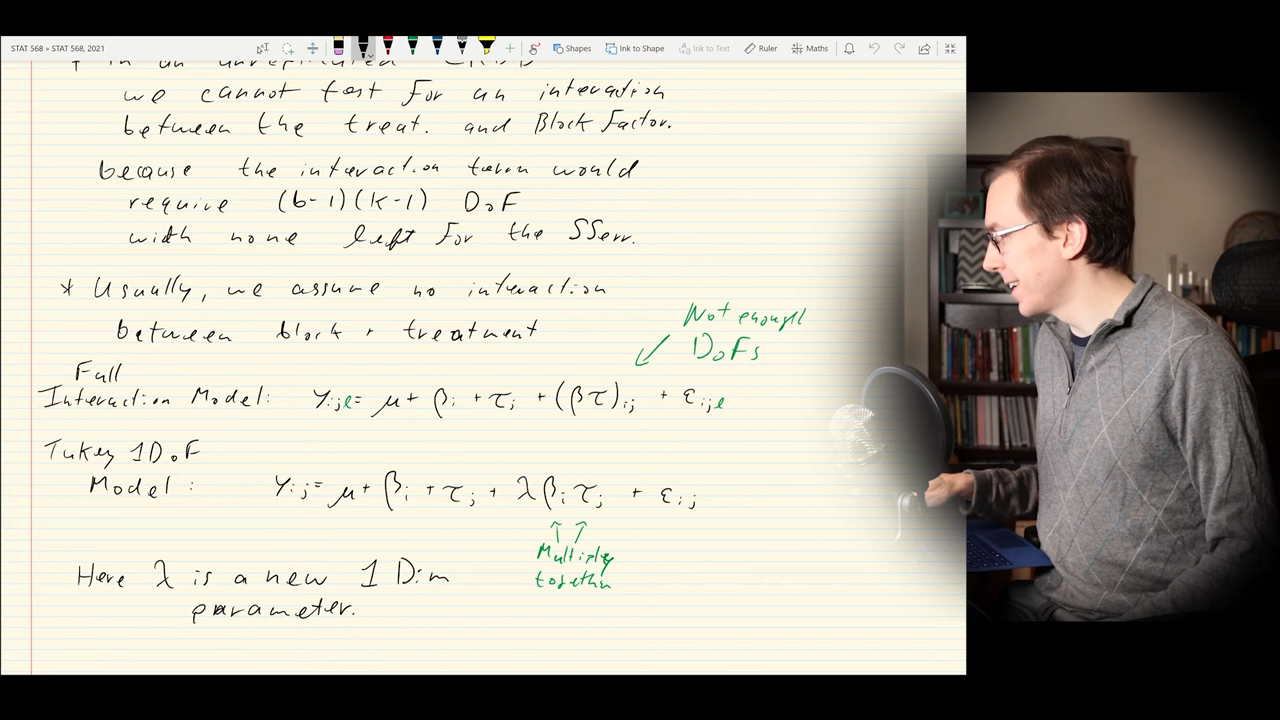 STAT 568 » STAT 568, 2021
Shapes Ink to Shape Ink to Text Ruler Maths
in an unreplicated CRBD
we cannot test for an interaction
between the treat. and Block Factor.
because the interaction term would
require (b-1)(k-1) DoF
with none left for the SSerr.
* Usually, we assume no interaction
between block + treatment
Not enough
DoFs
Full
Interaction Model: yijℓ = μ + βi + τj + (βτ)ij + εijℓ
Tukey 1DoF
Model : yij = μ + βi + τj + λβiτj + εij
Multiply
together
Here λ is a new 1 Dim
parameter.